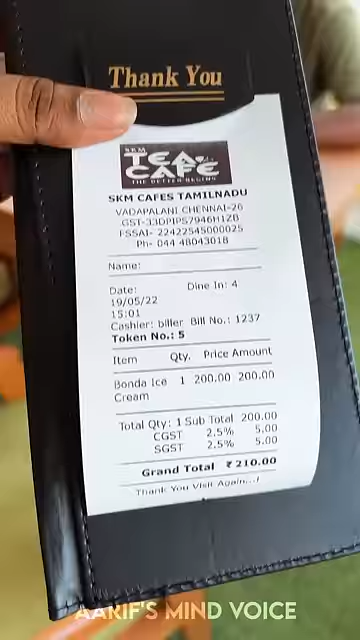 Thank You
SKM
TEA
CAFE
THE BETTER BEGINS
SKM CAFES TAMILNADU
VADAPALANI CHENNAI-26
GST-33DPIPS7946H1ZB
FSSAI- 22422545000025
Ph- 044 48043018
Name:
Date: Dine In: 4
19/05/22
15:01
Cashier: biller Bill No.: 1237
Token No.: 5
Item Qty. Price Amount
Bonda Ice 1 200.00 200.00
Cream
Total Qty: 1 Sub Total 200.00
CGST 2.5% 5.00
SGST 2.5% 5.00
Grand Total ₹ 210.00
Thank You Visit Again...!
AARIF'S MIND VOICE